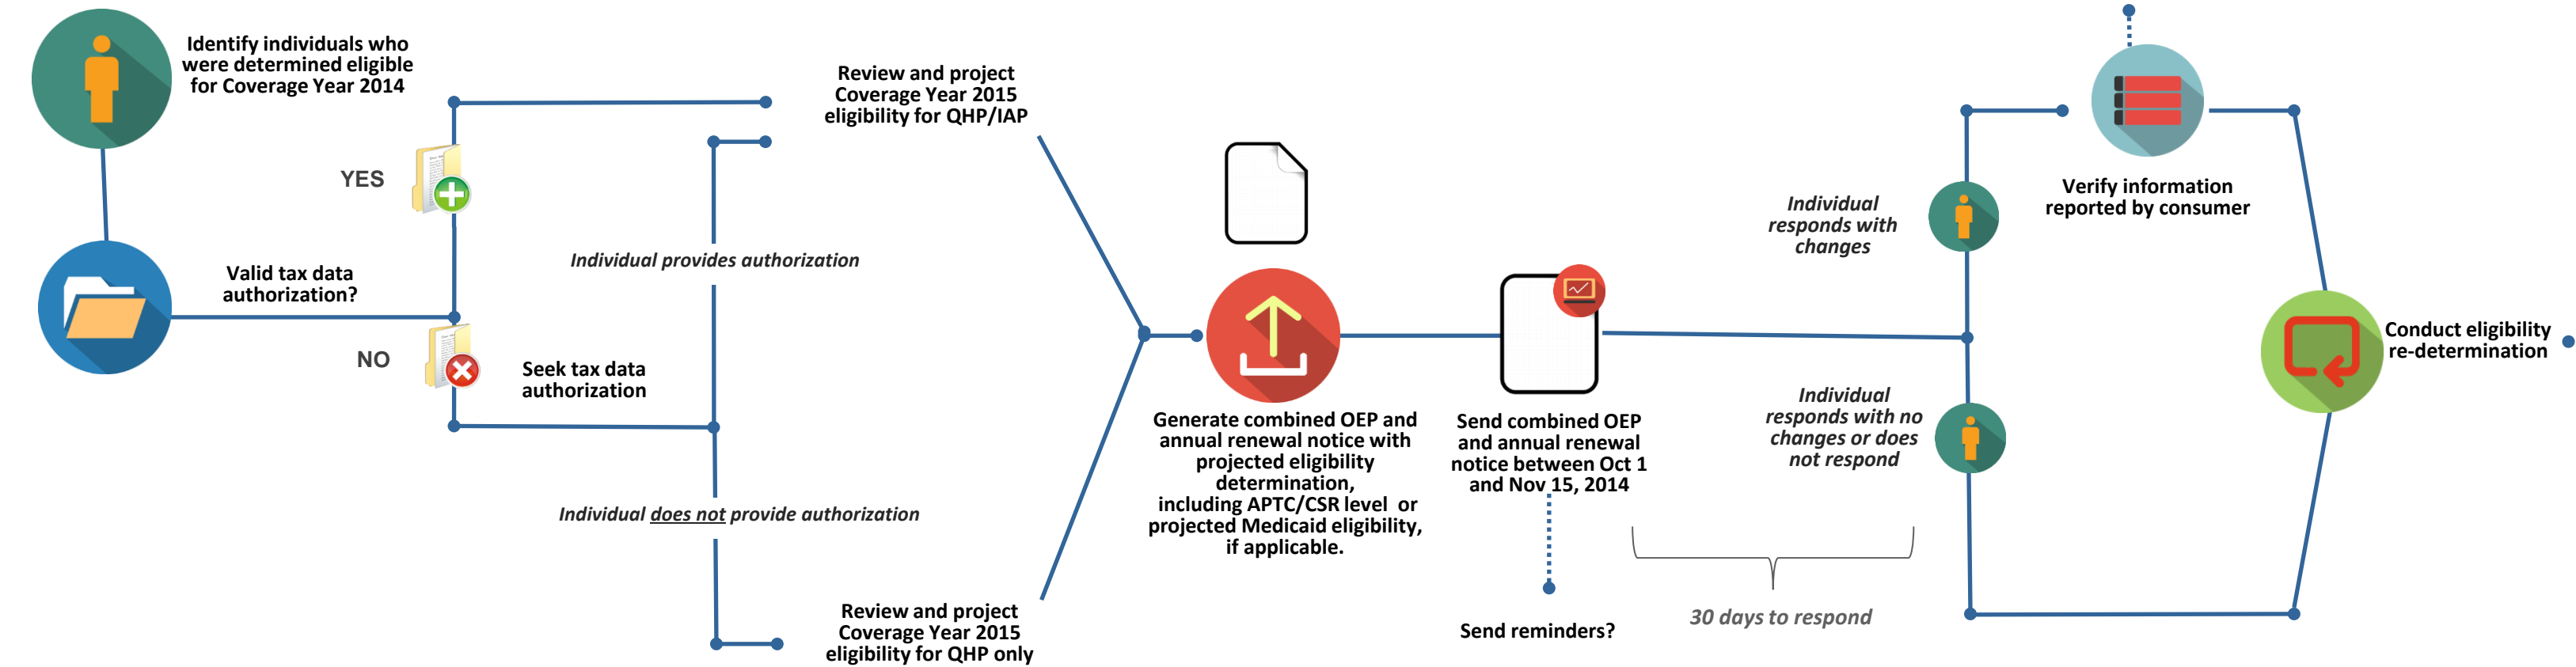 Identify individuals who
were determined eligible
for Coverage Year 2014
Valid tax data
authorization?
YES
NO
Seek tax data
authorization
Individual provides authorization
Individual does not provide authorization
Review and project
Coverage Year 2015
eligibility for QHP/IAP
Review and project
Coverage Year 2015
eligibility for QHP only
Generate combined OEP and
annual renewal notice with
projected eligibility
determination,
including APTC/CSR level or
projected Medicaid eligibility,
if applicable.
Send combined OEP
and annual renewal
notice between Oct 1
and Nov 15, 2014
Send reminders?
30 days to respond
Individual
responds with
changes
Individual
responds with no
changes or does
not respond
Verify information
reported by consumer
Conduct eligibility
re-determination